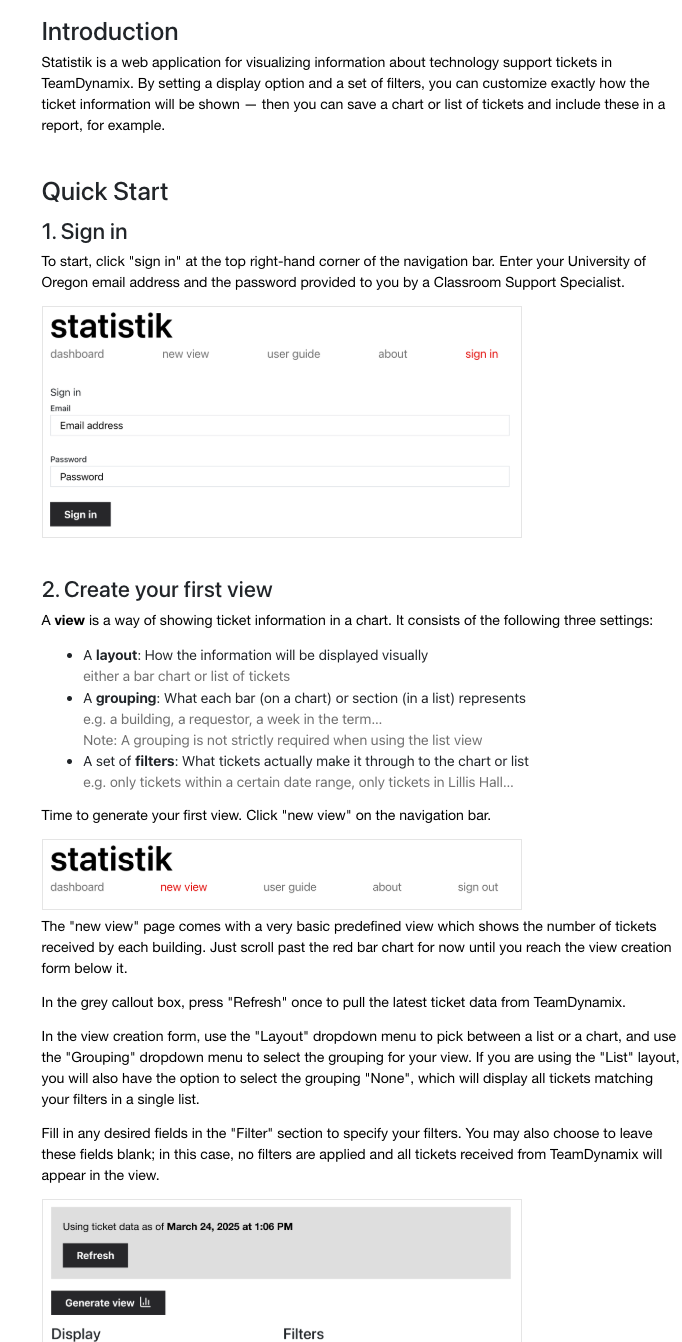 Introduction
Statistik is a web application for visualizing information about technology support tickets in
TeamDynamix. By setting a display option and a set of filters, you can customize exactly how the
ticket information will be shown — then you can save a chart or list of tickets and include these in a
report, for example.
Quick Start
1. Sign in
To start, click "sign in" at the top right-hand corner of the navigation bar. Enter your University of
Oregon email address and the password provided to you by a Classroom Support Specialist.
statistik
dashboard new view user guide about sign in
Sign in
Email
Email address
Password
Password
Sign in
2. Create your first view
A view is a way of showing ticket information in a chart. It consists of the following three settings:
• A layout: How the information will be displayed visually
either a bar chart or list of tickets
• A grouping: What each bar (on a chart) or section (in a list) represents
e.g. a building, a requestor, a week in the term...
Note: A grouping is not strictly required when using the list view
• A set of filters: What tickets actually make it through to the chart or list
e.g. only tickets within a certain date range, only tickets in Lillis Hall...
Time to generate your first view. Click "new view" on the navigation bar.
statistik
dashboard new view user guide about sign out
The "new view" page comes with a very basic predefined view which shows the number of tickets
received by each building. Just scroll past the red bar chart for now until you reach the view creation
form below it.
In the grey callout box, press "Refresh" once to pull the latest ticket data from TeamDynamix.
In the view creation form, use the "Layout" dropdown menu to pick between a list or a chart, and use
the "Grouping" dropdown menu to select the grouping for your view. If you are using the "List" layout,
you will also have the option to select the grouping "None", which will display all tickets matching
your filters in a single list.
Fill in any desired fields in the "Filter" section to specify your filters. You may also choose to leave
these fields blank; in this case, no filters are applied and all tickets received from TeamDynamix will
appear in the view.
Using ticket data as of March 24, 2025 at 1:06 PM
Refresh
Generate view
Display Filters